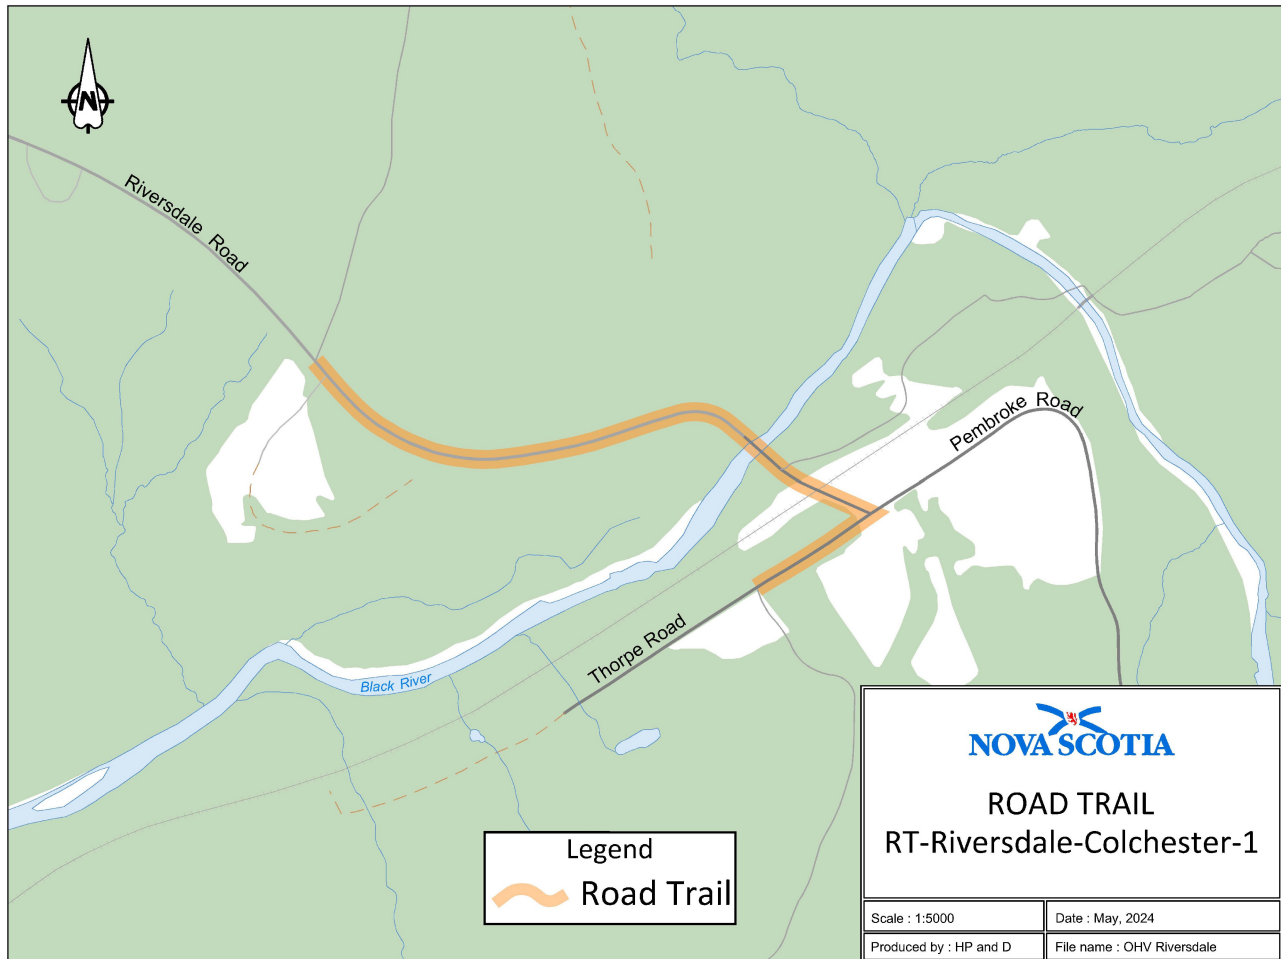 N
Riversdale Road
Pembroke Road
Thorpe Road
Black River
Legend
Road Trail
NOVA SCOTIA
ROAD TRAIL
RT-Riversdale-Colchester-1
Scale : 1:5000
Date : May, 2024
Produced by : HP and D
File name : OHV Riversdale